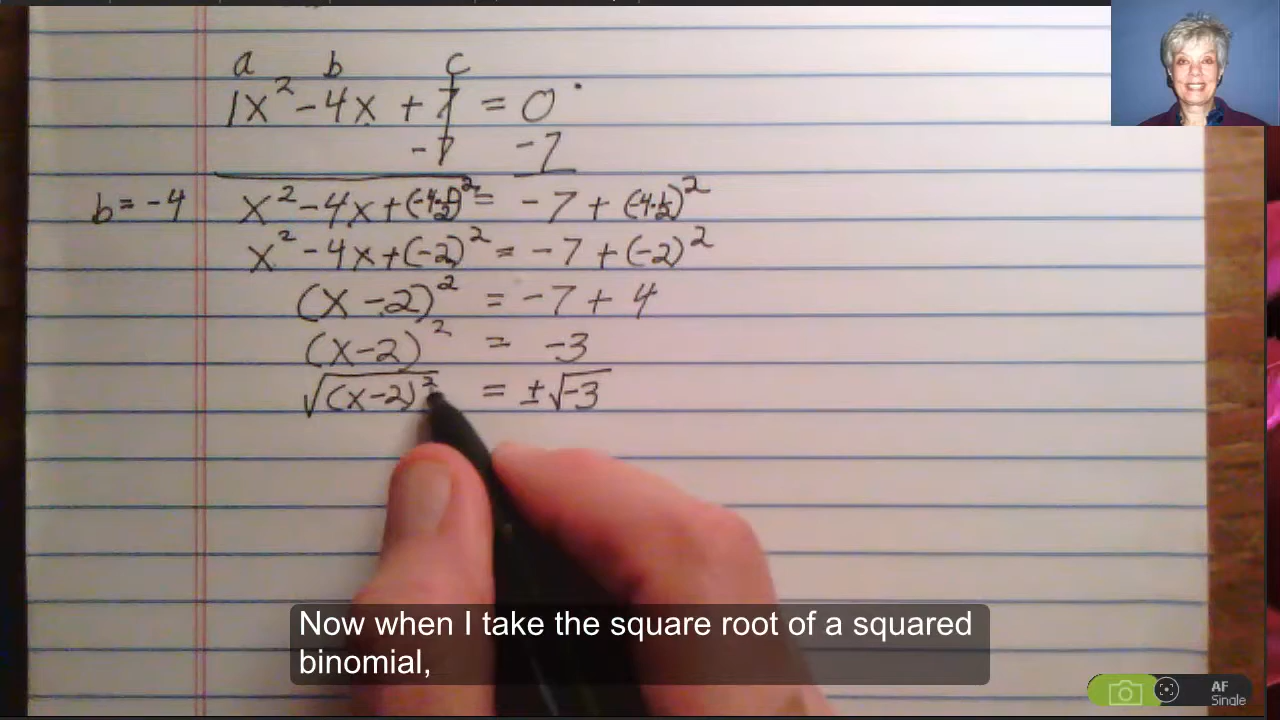 a b c
1x² - 4x + 7 = 0
- 7 - 7
b = -4 x² - 4x + (-4·½)² = -7 + (-4·½)²
x² - 4x + (-2)² = -7 + (-2)²
(x - 2)² = -7 + 4
(x - 2)² = -3
√(x-2)² = ±√-3
Now when I take the square root of a squared
binomial,
AF
Single